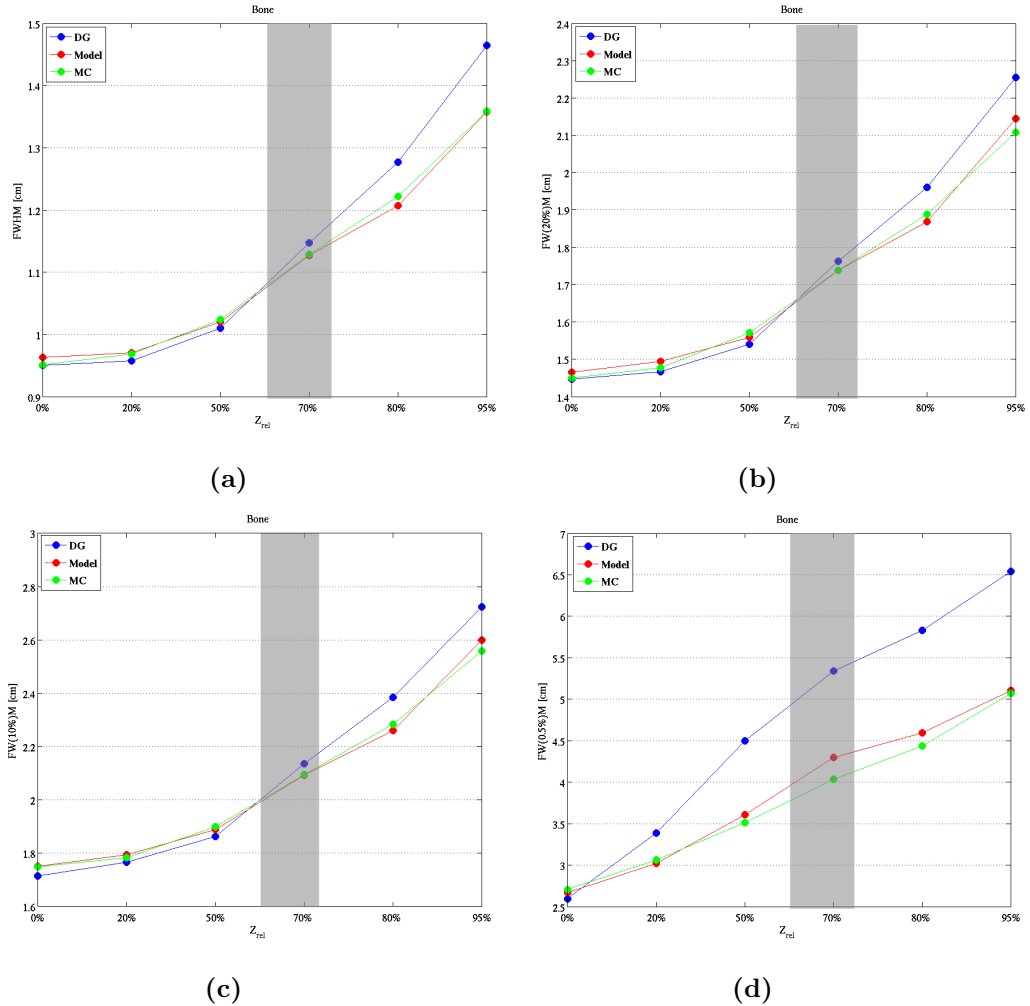 Bone
1.5
1.4
1.3
1.2
1.1
1
0.9
FWHM [cm]
DG
Model
MC
0% 20% 50% 70% 80% 95%
Z_rel
(a)
Bone
2.4
2.3
2.2
2.1
2
1.9
1.8
1.7
1.6
1.5
1.4
FW(20%)M [cm]
DG
Model
MC
0% 20% 50% 70% 80% 95%
Z_rel
(b)
Bone
3
2.8
2.6
2.4
2.2
2
1.8
1.6
FW(10%)M [cm]
DG
Model
MC
0% 20% 50% 70% 80% 95%
Z_rel
(c)
Bone
7
6.5
6
5.5
5
4.5
4
3.5
3
2.5
FW(0.5%)M [cm]
DG
Model
MC
0% 20% 50% 70% 80% 95%
Z_rel
(d)